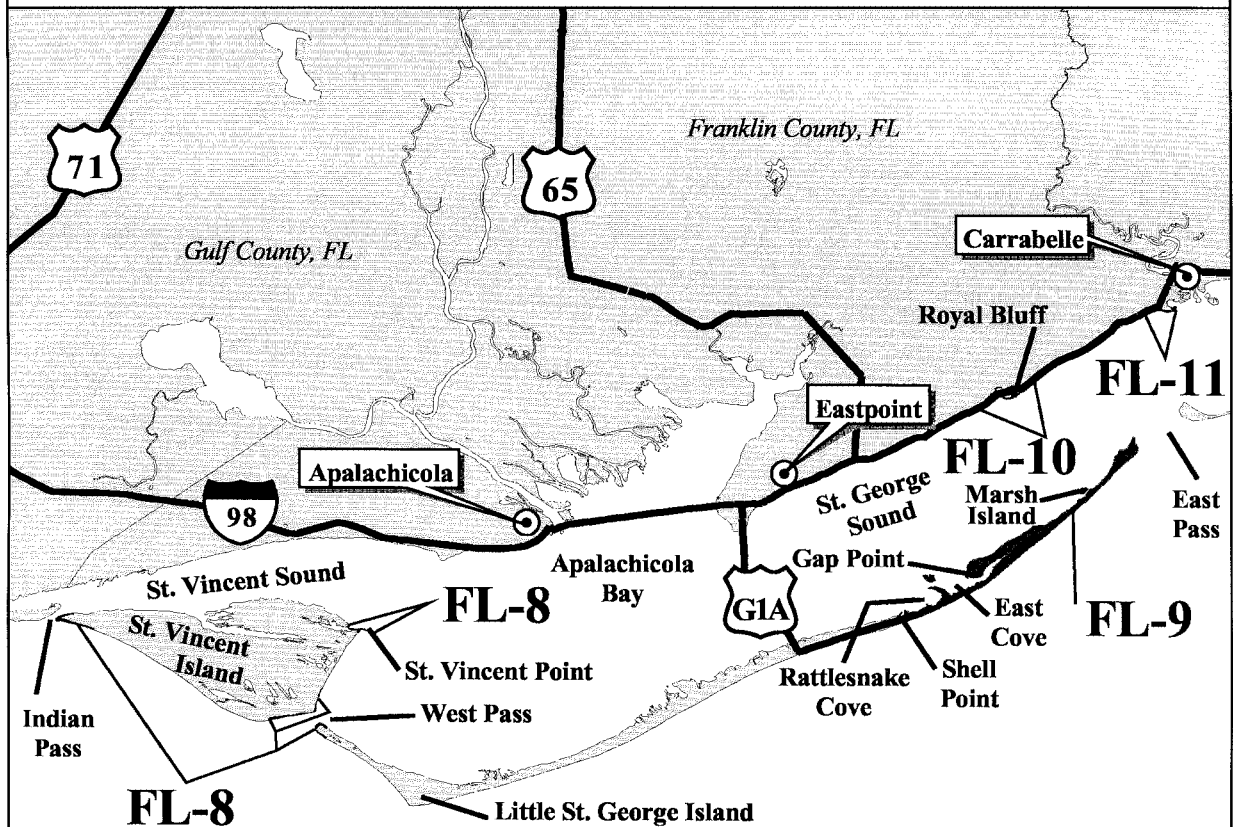 71
65
Franklin County, FL
Gulf County, FL
Carrabelle
Royal Bluff
FL-11
Eastpoint
Apalachicola
FL-10
98
St. George
Sound
Marsh
Island
East
Pass
Gap Point
Apalachicola
Bay
St. Vincent Sound
FL-8
G1A
East
Cove
FL-9
St. Vincent
Island
St. Vincent Point
Rattlesnake
Cove
Shell
Point
Indian
Pass
West Pass
FL-8
Little St. George Island